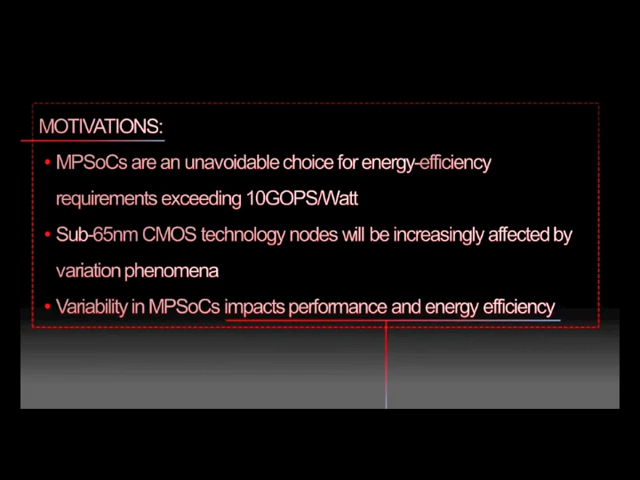 MOTIVATIONS:
• MPSoCs are an unavoidable choice for energy-efficiency
requirements exceeding 10GOPS/Watt
• Sub-65nm CMOS technology nodes will be increasingly affected by
variation phenomena
• Variability in MPSoCs impacts performance and energy efficiency